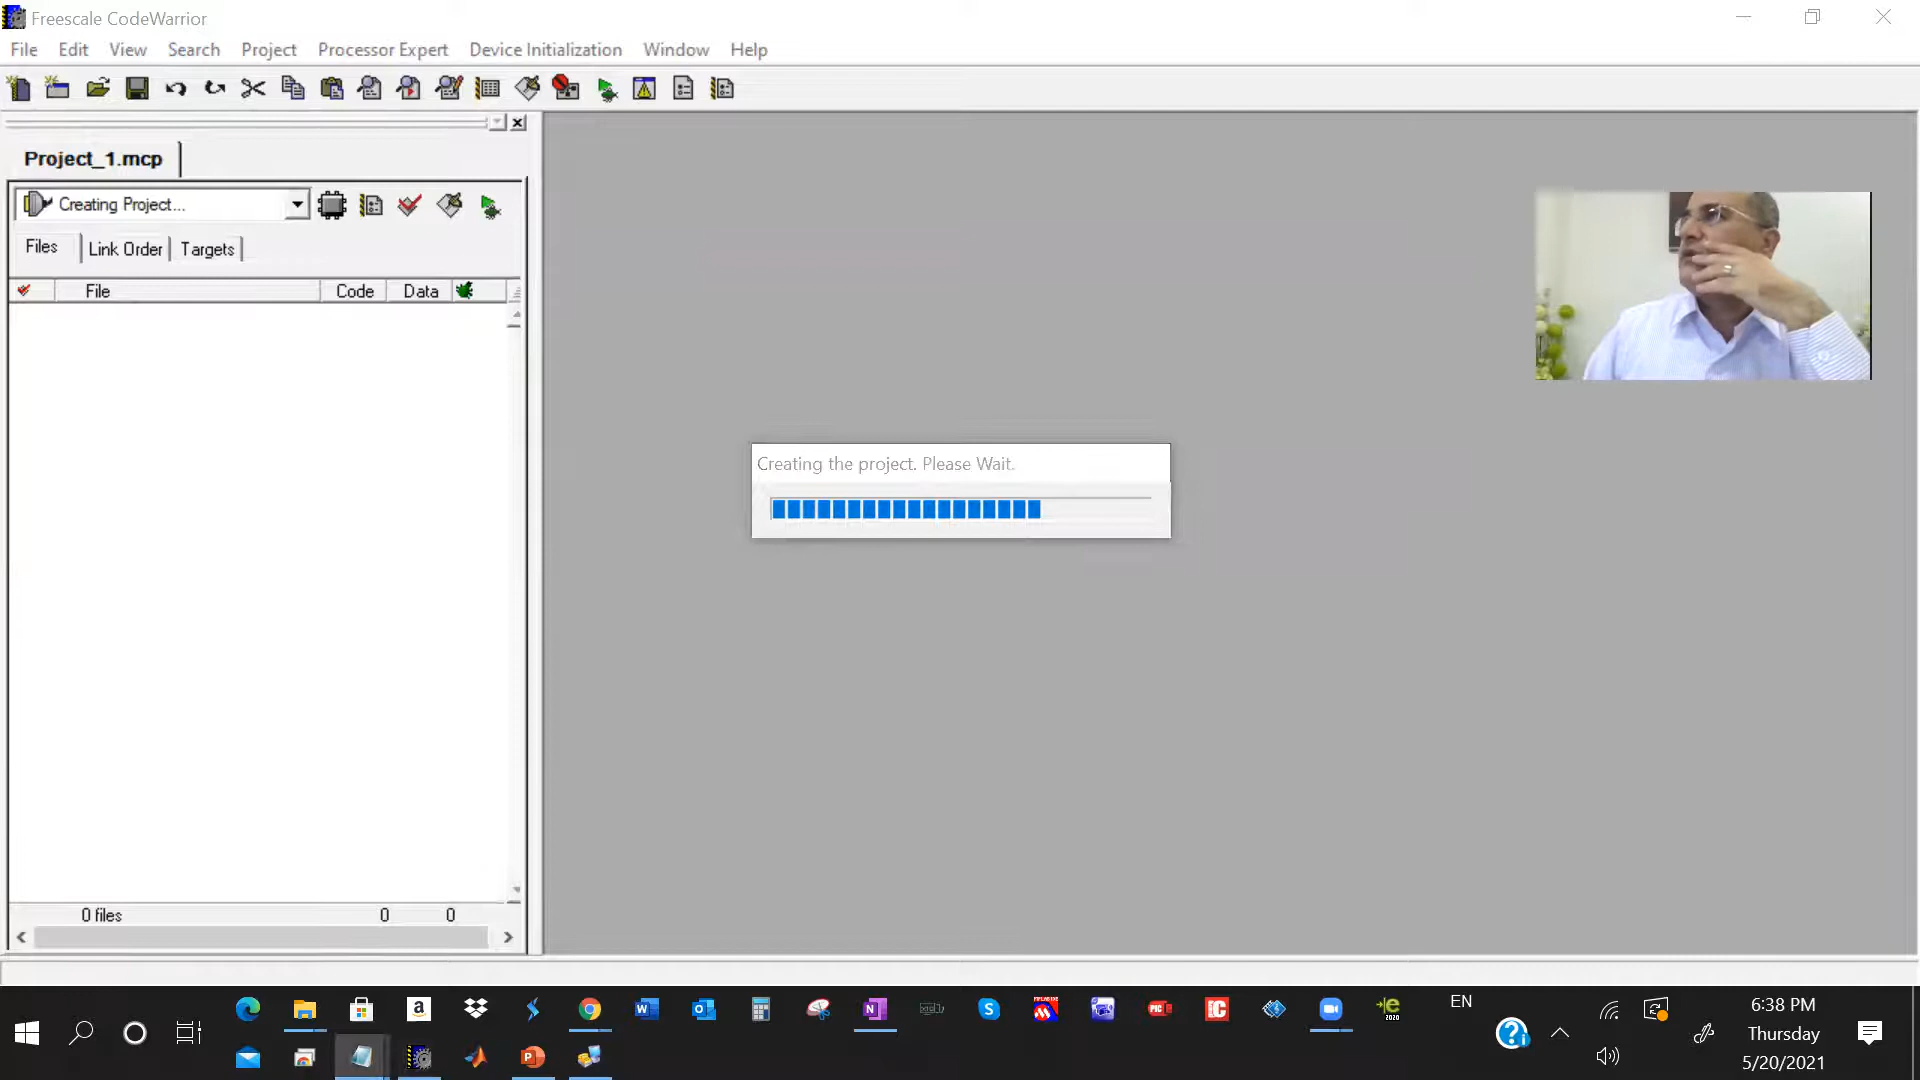 Freescale CodeWarrior
File Edit View Search Project Processor Expert Device Initialization Window Help
Project_1.mcp
Creating Project...
Files Link Order Targets
File Code Data
Creating the project. Please Wait.
0 files 0 0
EN
6:38 PM
Thursday
5/20/2021